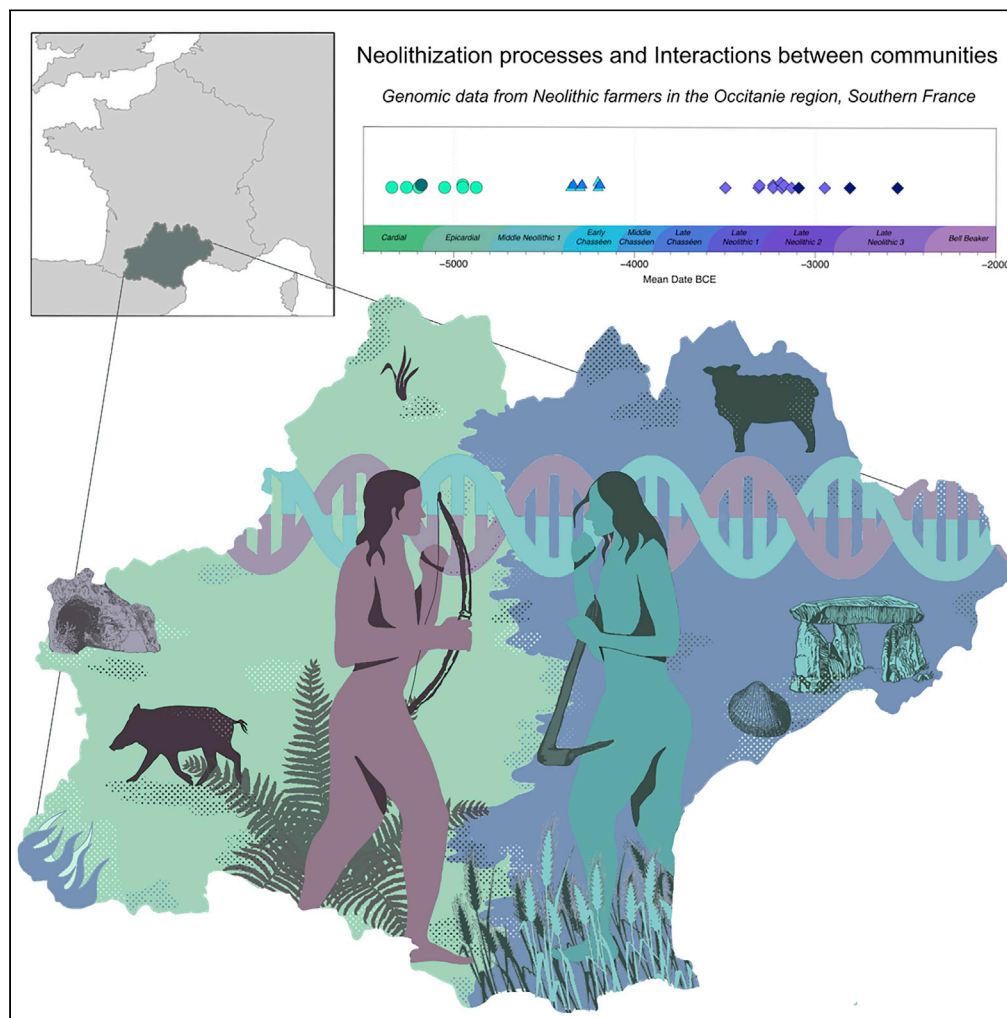 Neolithization processes and Interactions between communities
Genomic data from Neolithic farmers in the Occitanie region, Southern France
Cardial
Epicardial
Middle Neollithic 1
Early
Chasséen
Middle
Chasséen
Late
Chasséen
Late
Neolithic 1
Late
Neolithic 2
Late
Neolithic 3
Bell Beaker
-5000
-4000
-3000
-2000
Mean Date BCE